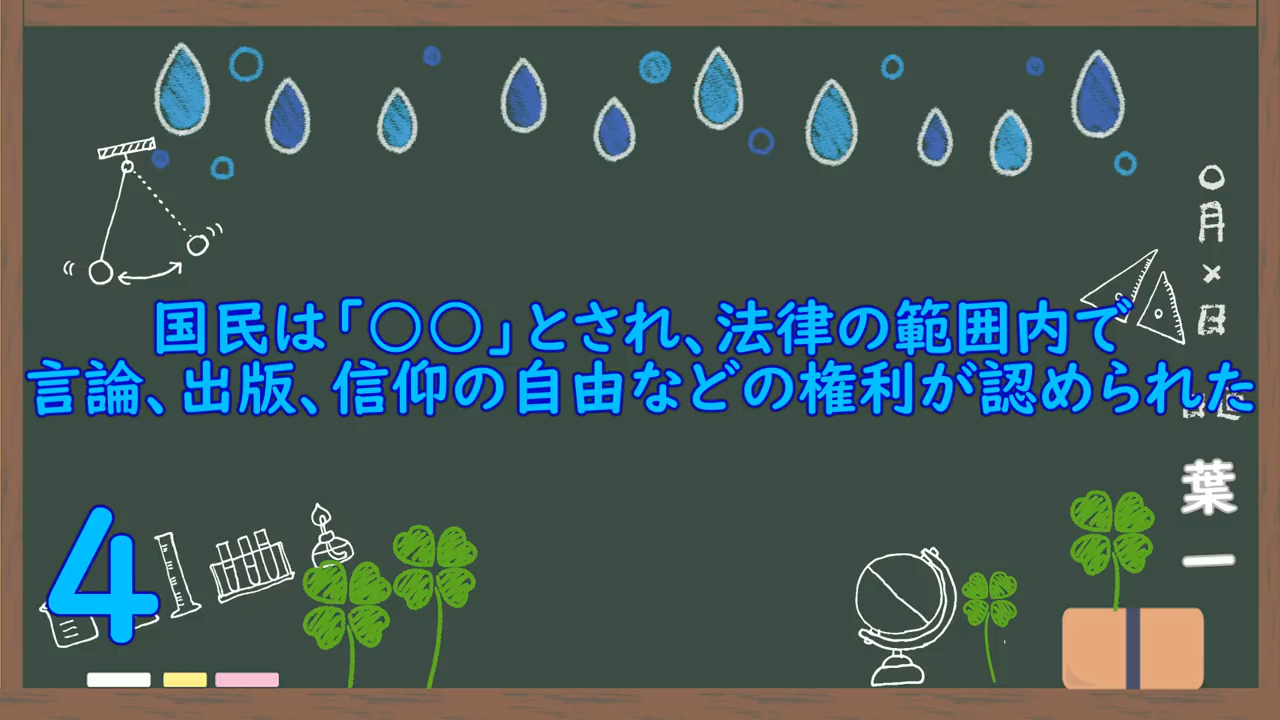 国民は「〇〇」とされ、法律の範囲内で
言論、出版、信仰の自由などの権利が認められた
4
〇月×日
葉一